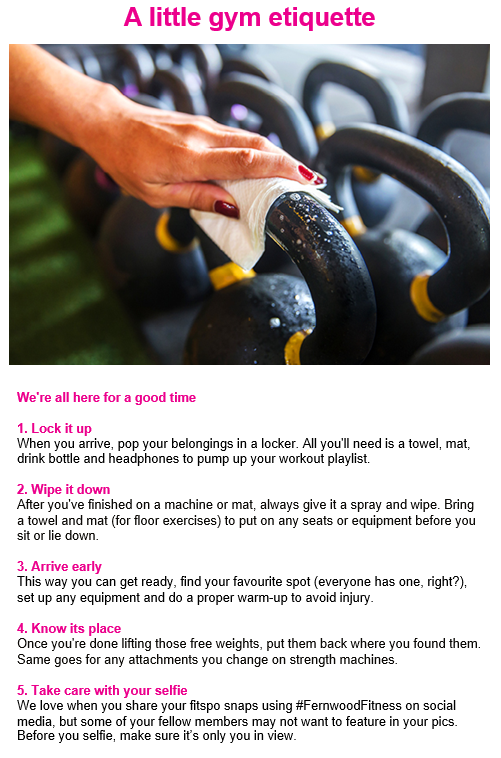 A little gym etiquette
We're all here for a good time
1. Lock it up
When you arrive, pop your belongings in a locker. All you'll need is a towel, mat,
drink bottle and headphones to pump up your workout playlist.
2. Wipe it down
After you've finished on a machine or mat, always give it a spray and wipe. Bring
a towel and mat (for floor exercises) to put on any seats or equipment before you
sit or lie down.
3. Arrive early
This way you can get ready, find your favourite spot (everyone has one, right?),
set up any equipment and do a proper warm-up to avoid injury.
4. Know its place
Once you're done lifting those free weights, put them back where you found them.
Same goes for any attachments you change on strength machines.
5. Take care with your selfie
We love when you share your fitspo snaps using #FernwoodFitness on social
media, but some of your fellow members may not want to feature in your pics.
Before you selfie, make sure it's only you in view.